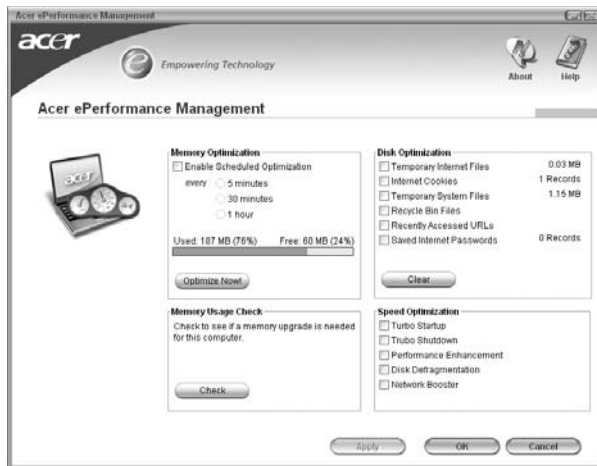 Acer ePerformance Management
acer
Empowering Technology
About
Help
Acer ePerformance Management
Memory Optimization
Enable Scheduled Optimization
every
5 minutes
30 minutes
1 hour
Used: 187 MB (76%) Free: 60 MB (24%)
Optimize Now!
Disk Optimization
Temporary Internet Files 0.03 MB
Internet Cookies 1 Records
Temporary System Files 1.15 MB
Recycle Bin Files
Recently Accessed URLs
Saved Internet Passwords 0 Records
Clear
Memory Usage Check
Check to see if a memory upgrade is needed
for this computer.
Check
Speed Optimization
Turbo Startup
Trubo Shutdown
Performance Enhancement
Disk Defragmentation
Network Booster
Apply
OK
Cancel